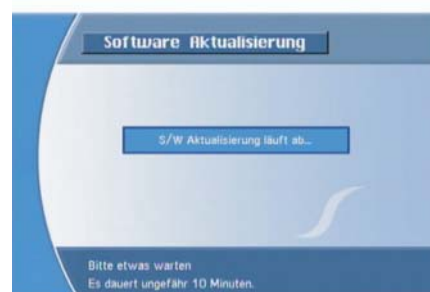 Software Aktualisierung
S/W Aktualisierung läuft ab...
Bitte etwas warten
Es dauert ungefähr 10 Minuten.